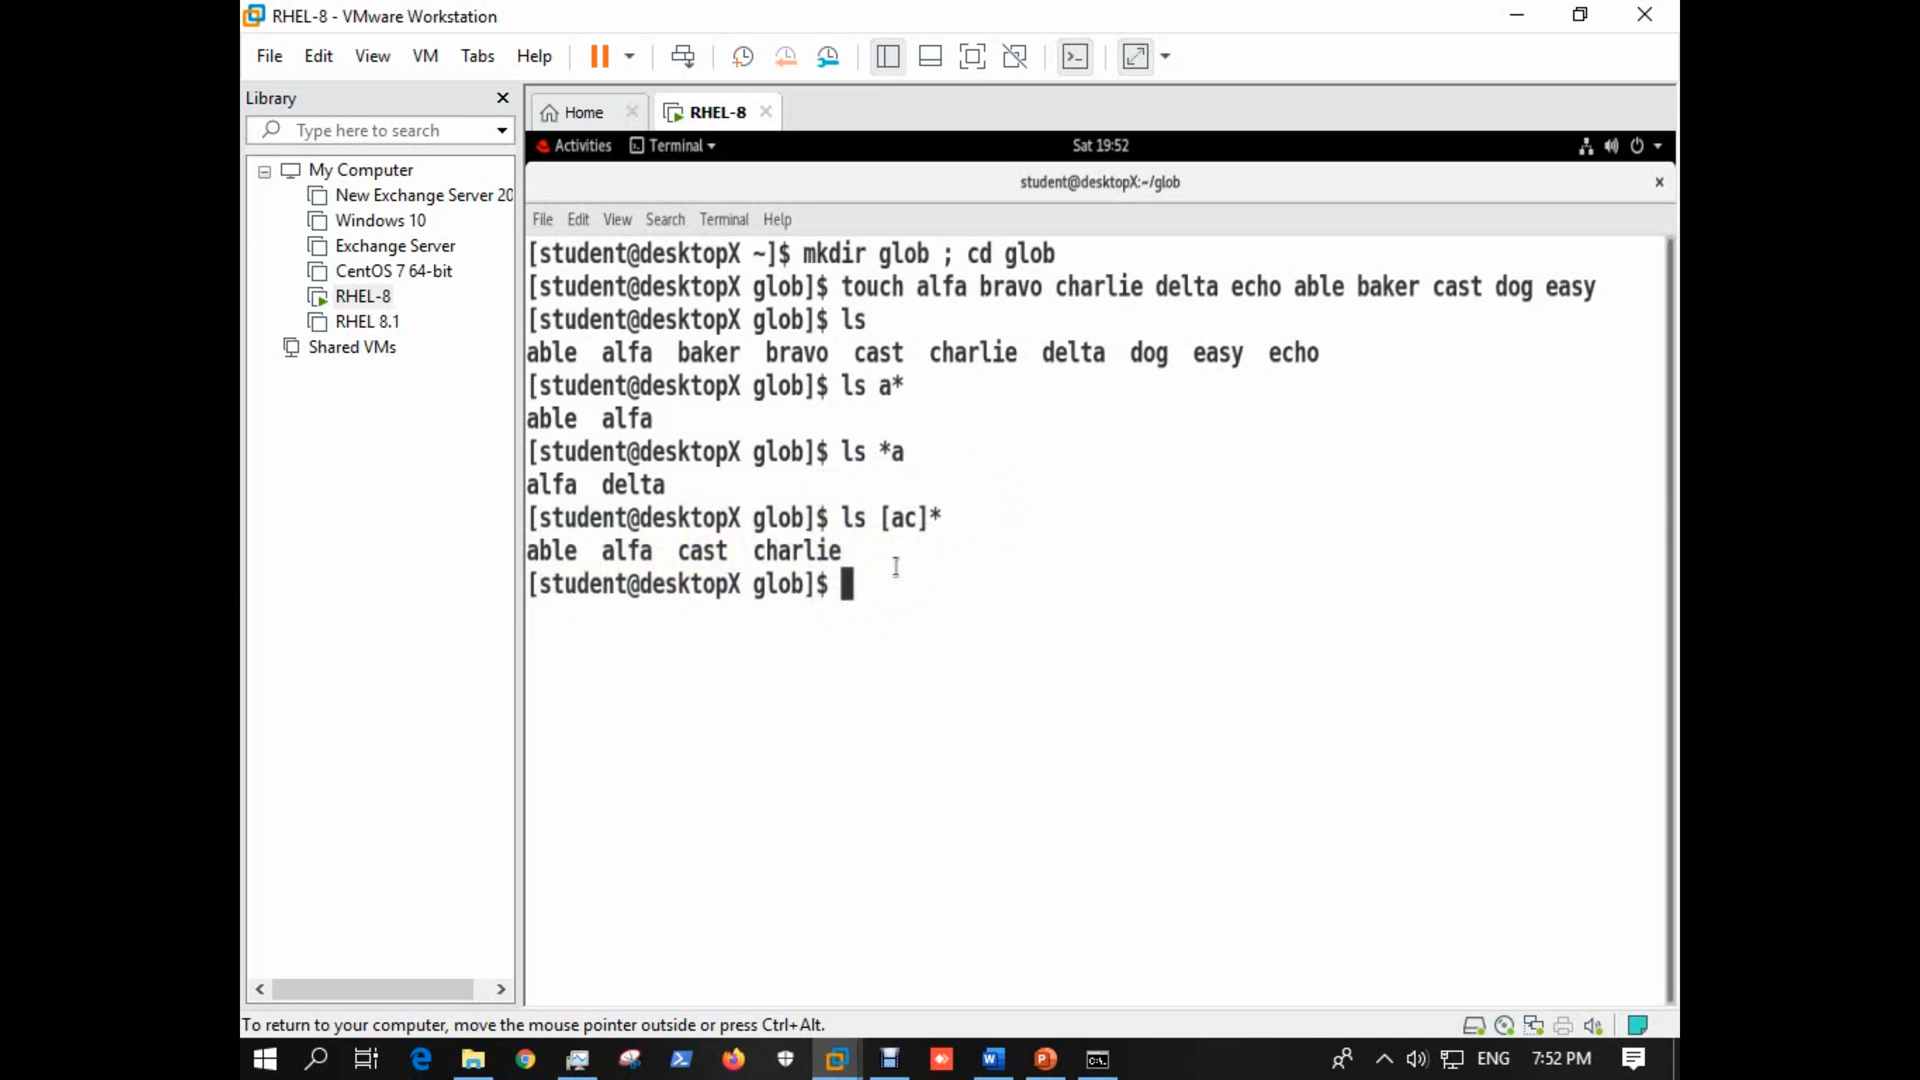 RHEL-8 - VMware Workstation
File Edit View VM Tabs Help
Library
Type here to search
My Computer
New Exchange Server 20
Windows 10
Exchange Server
CentOS 7 64-bit
RHEL-8
RHEL 8.1
Shared VMs
Home
RHEL-8
Activities Terminal Sat 19:52
student@desktopX:~/glob
File Edit View Search Terminal Help
[student@desktopX ~]$ mkdir glob ; cd glob
[student@desktopX glob]$ touch alfa bravo charlie delta echo able baker cast dog easy
[student@desktopX glob]$ ls
able alfa baker bravo cast charlie delta dog easy echo
[student@desktopX glob]$ ls a*
able alfa
[student@desktopX glob]$ ls *a
alfa delta
[student@desktopX glob]$ ls [ac]*
able alfa cast charlie
[student@desktopX glob]$
To return to your computer, move the mouse pointer outside or press Ctrl+Alt.
ENG 7:52 PM